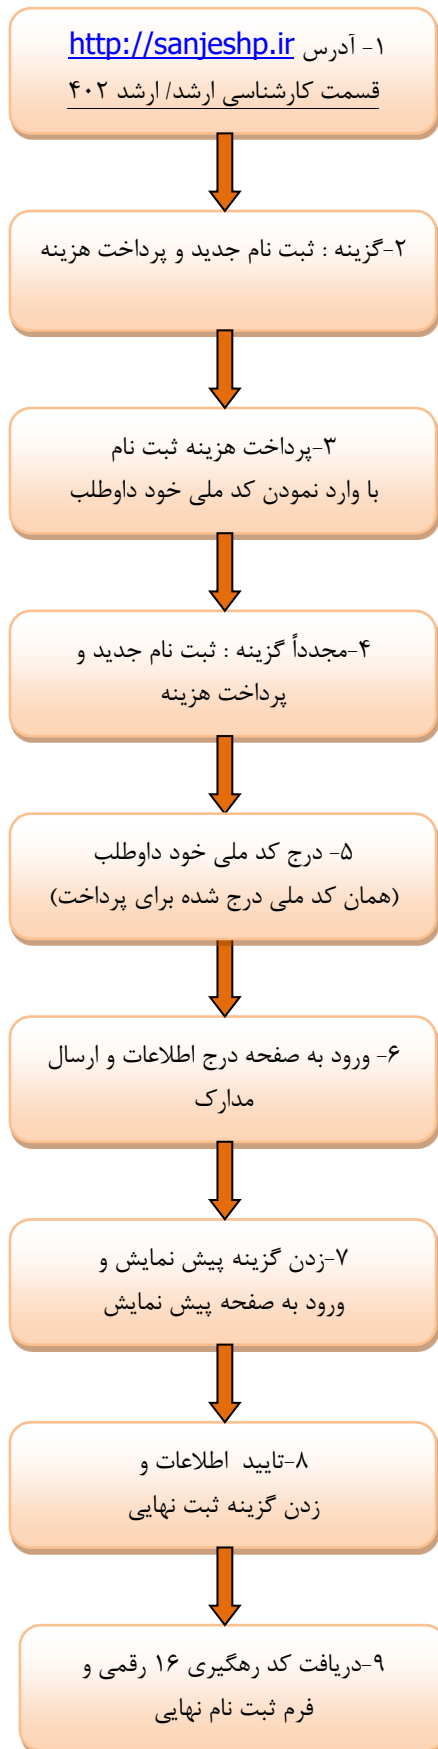 ۱- آدرس http://sanjeshp.ir
قسمت کارشناسی ارشد/ ارشد ۴۰۲
۲-گزینه : ثبت نام جدید و پرداخت هزینه
۳-پرداخت هزینه ثبت نام
با وارد نمودن کد ملی خود داوطلب
۴-مجدداً گزینه : ثبت نام جدید و
پرداخت هزینه
۵- درج کد ملی خود داوطلب
(همان کد ملی درج شده برای پرداخت)
۶- ورود به صفحه درج اطلاعات و ارسال
مدارک
۷-زدن گزینه پیش نمایش و
ورود به صفحه پیش نمایش
۸-تایید اطلاعات و
زدن گزینه ثبت نهایی
۹-دریافت کد رهگیری ۱۶ رقمی و
فرم ثبت نام نهایی